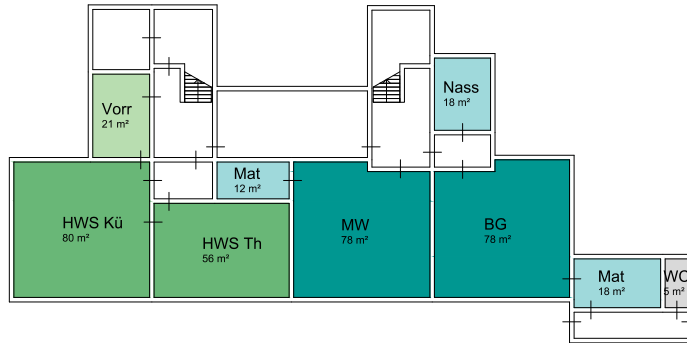 Vorr
21 m²
Nass
18 m²
Mat
12 m²
HWS Kü
80 m²
HWS Th
56 m²
MW
78 m²
BG
78 m²
Mat
18 m²
WC
5 m²